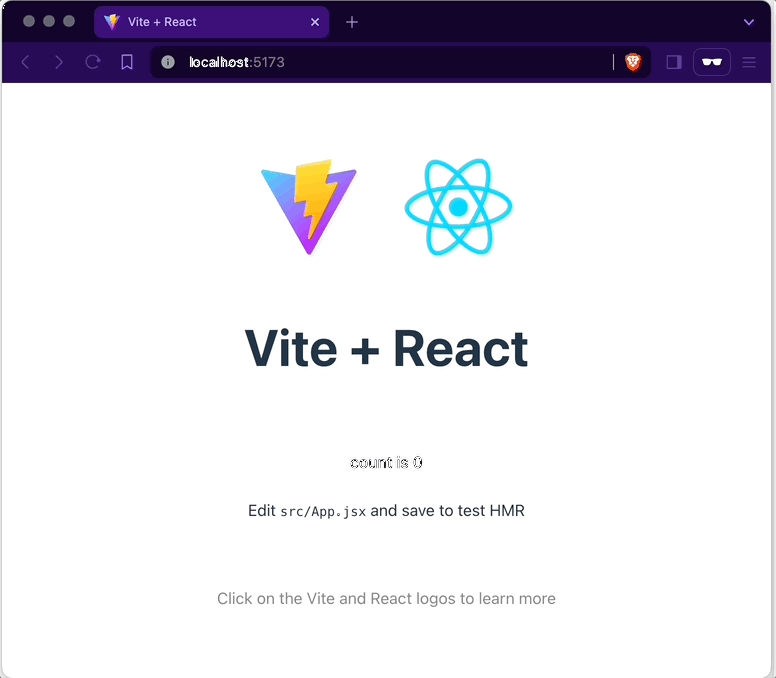 Vite + React
localhost:5173
Vite + React
count is 0
Edit src/App.jsx and save to test HMR
Click on the Vite and React logos to learn more